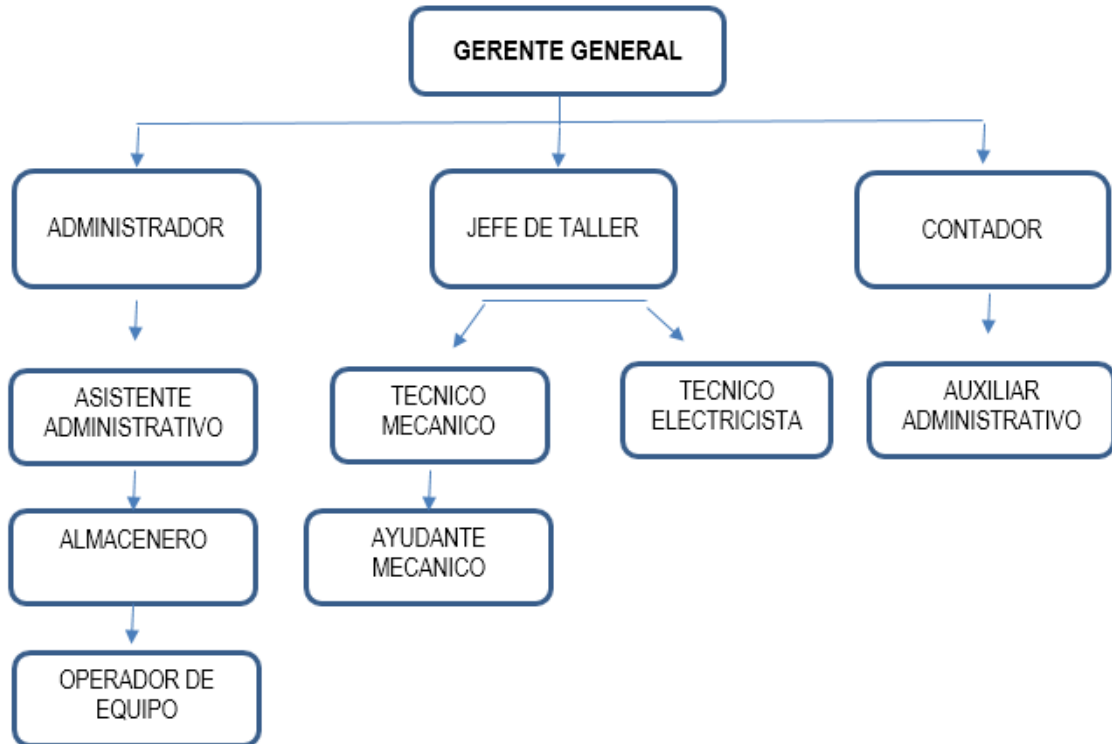 GERENTE GENERAL
ADMINISTRADOR
JEFE DE TALLER
CONTADOR
ASISTENTE
ADMINISTRATIVO
TECNICO
MECANICO
TECNICO
ELECTRICISTA
AUXILIAR
ADMINISTRATIVO
ALMACENERO
AYUDANTE
MECANICO
OPERADOR DE
EQUIPO